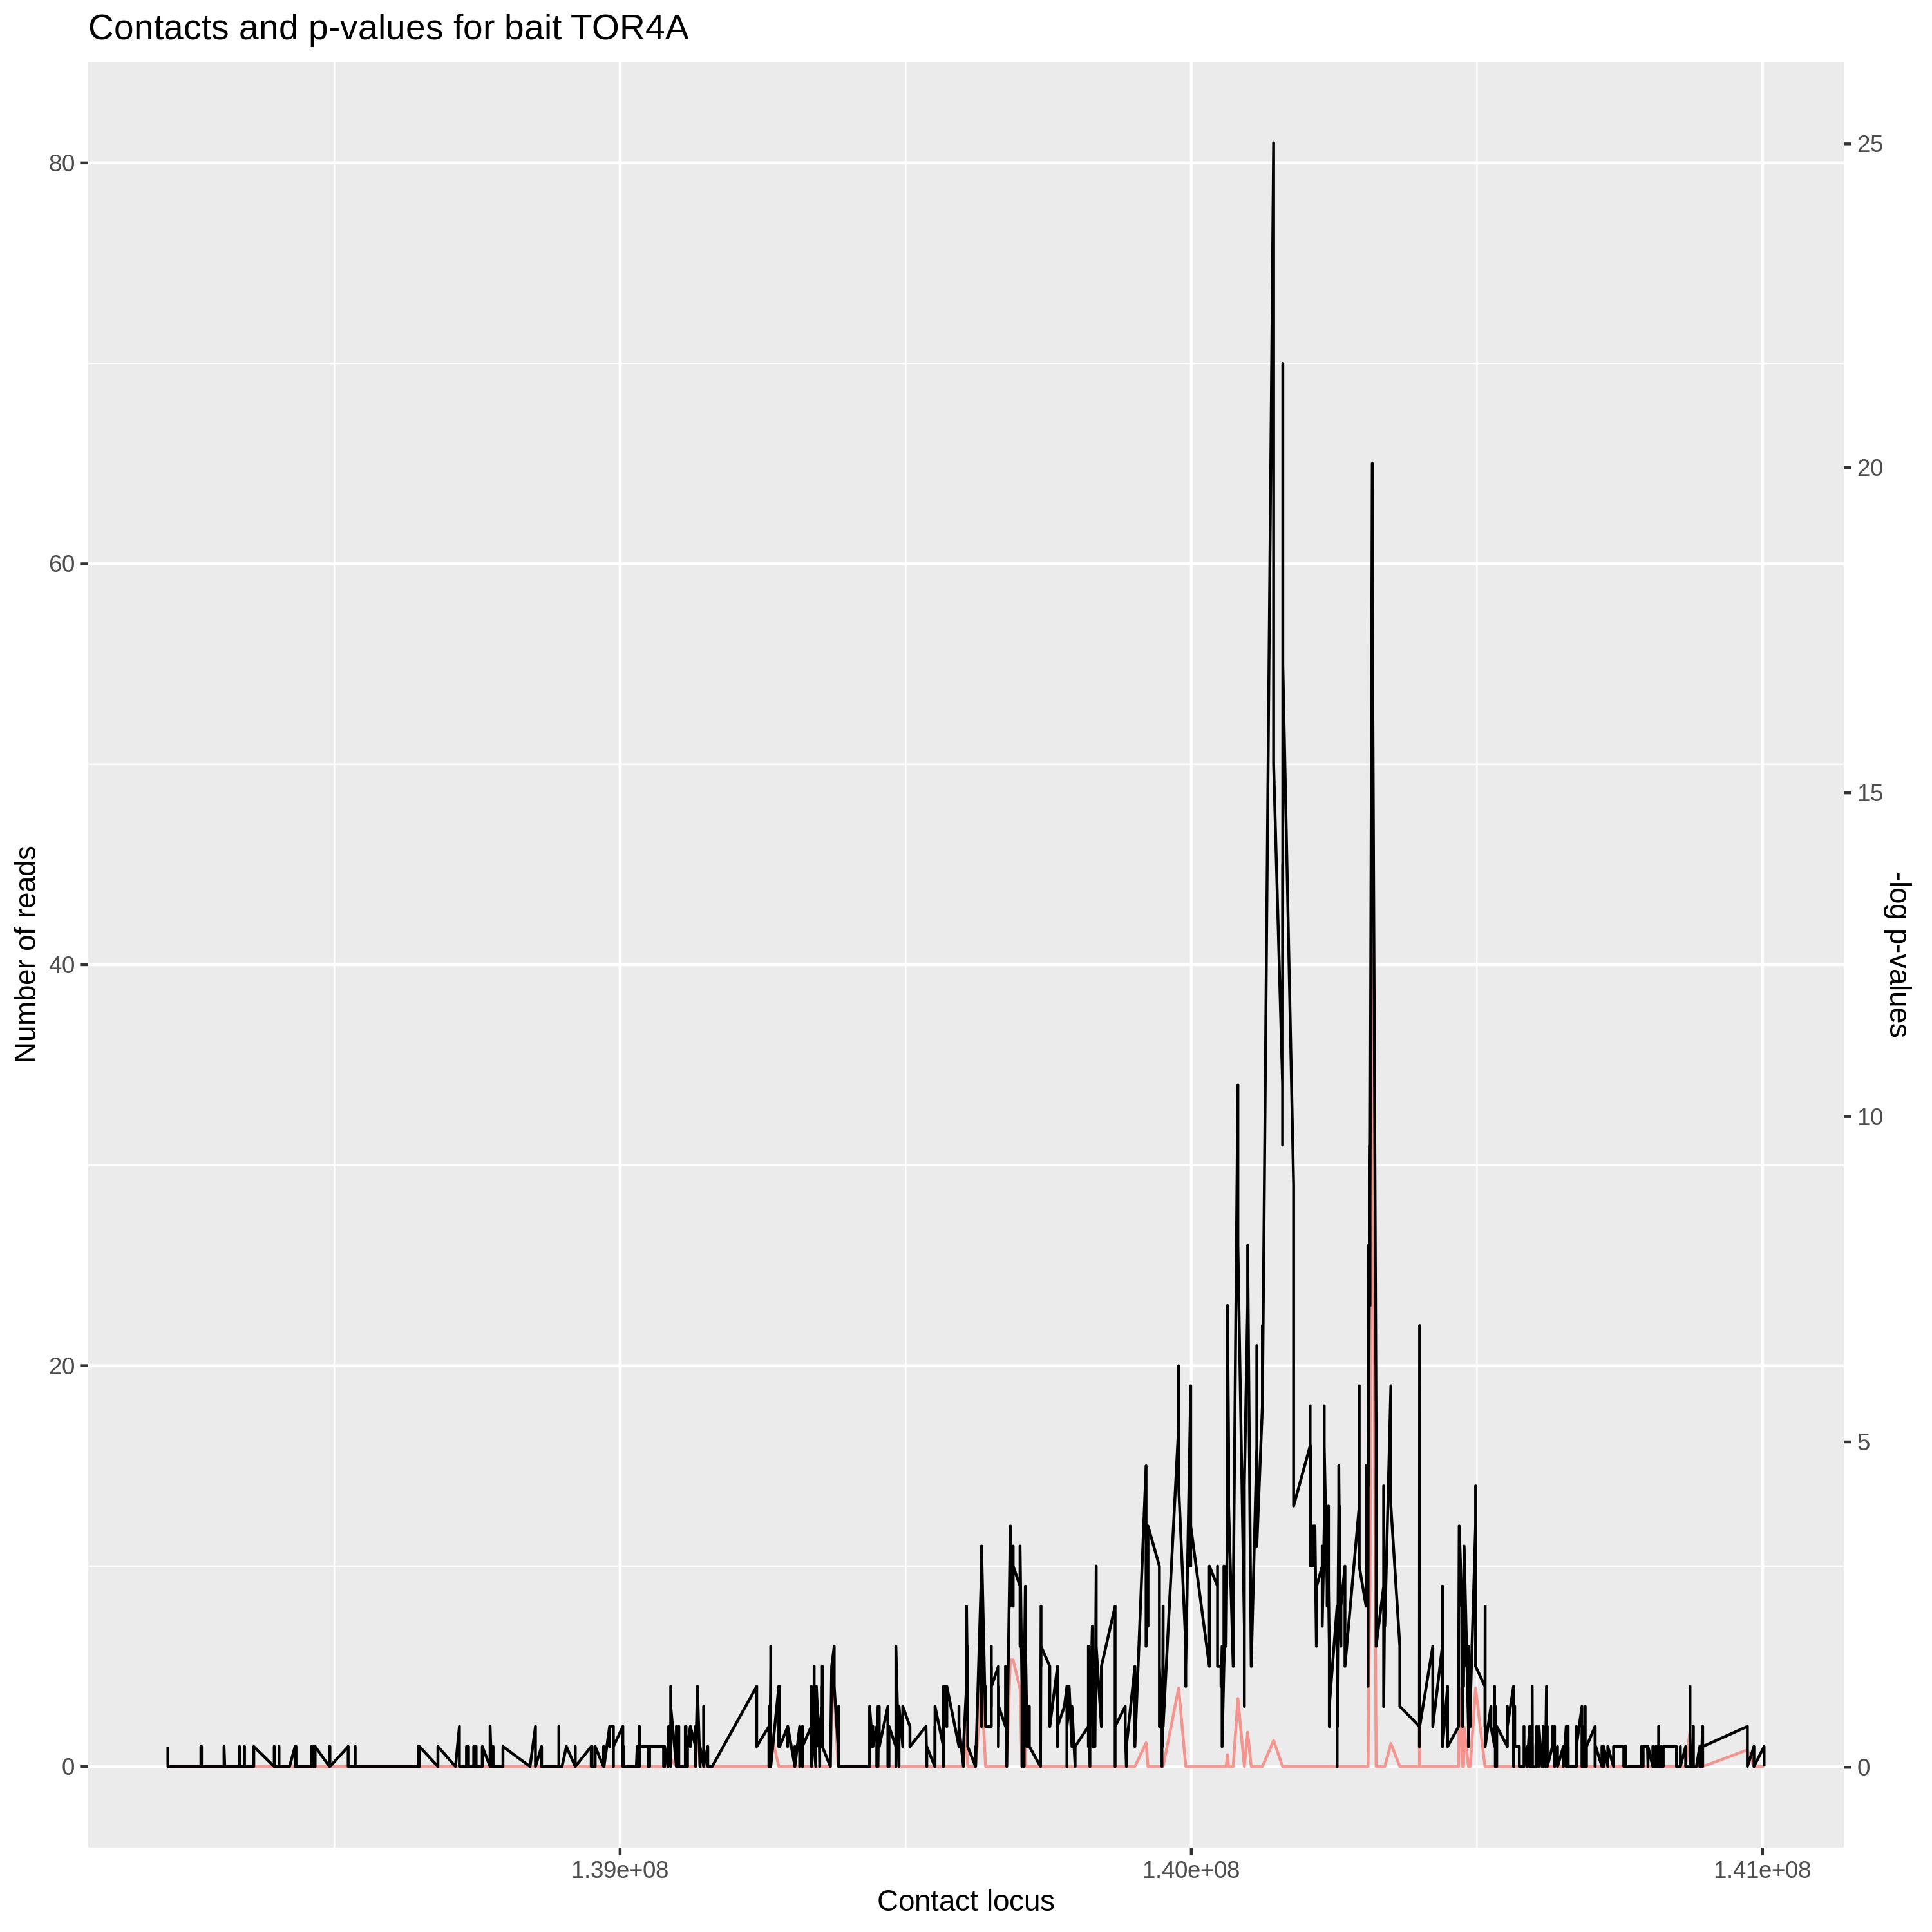 Contacts and p-values for bait TOR4A
80
60
40
20
0
Number of reads
25
20
15
10
5
0
-log p-values
1.39e+08
1.40e+08
1.41e+08
Contact locus